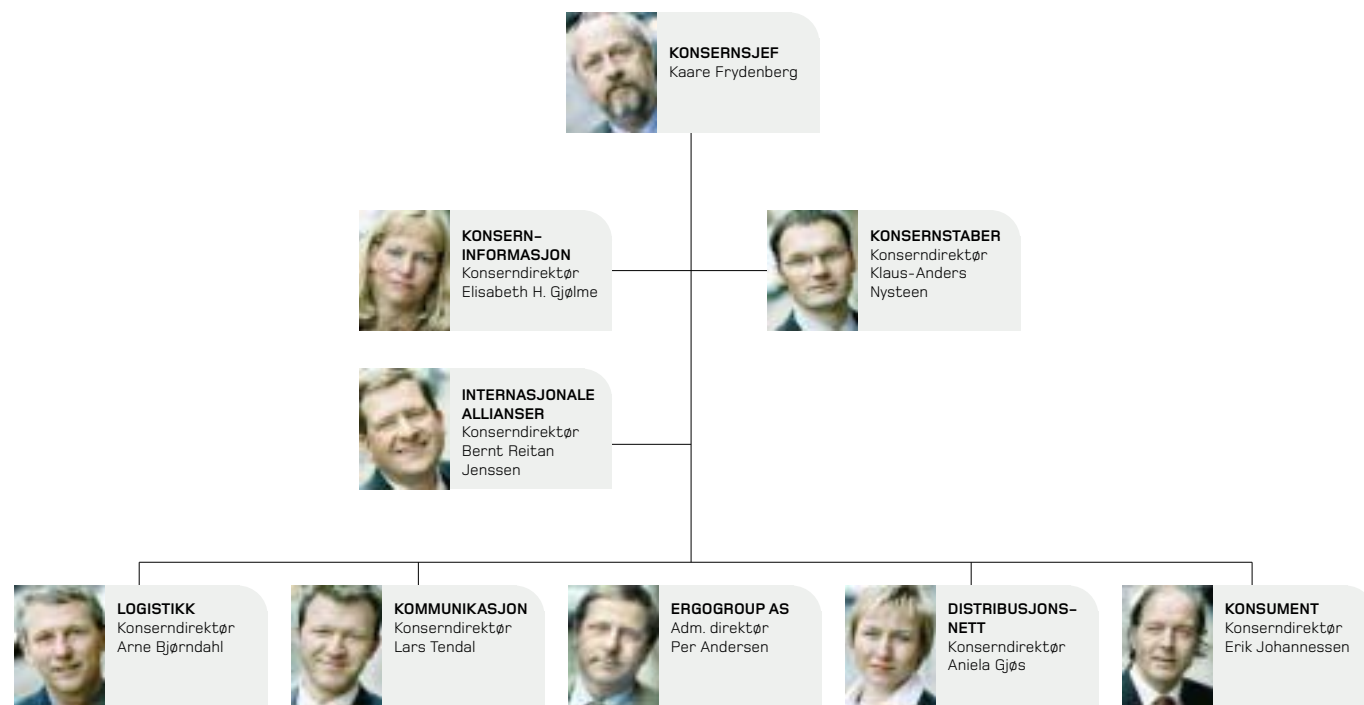 KONSERNSJEF
Kaare Frydenberg
KONSERN-
INFORMASJON
Konserndirektør
Elisabeth H. Gjølme
KONSERNSTABER
Konserndirektør
Klaus-Anders
Nysteen
INTERNASJONALE
ALLIANSER
Konserndirektør
Bernt Reitan
Jenssen
LOGISTIKK
Konserndirektør
Arne Bjørndahl
KOMMUNIKASJON
Konserndirektør
Lars Tendal
ERGOGROUP AS
Adm. direktør
Per Andersen
DISTRIBUSJONS-
NETT
Konserndirektør
Aniela Gjøs
KONSUMENT
Konserndirektør
Erik Johannessen